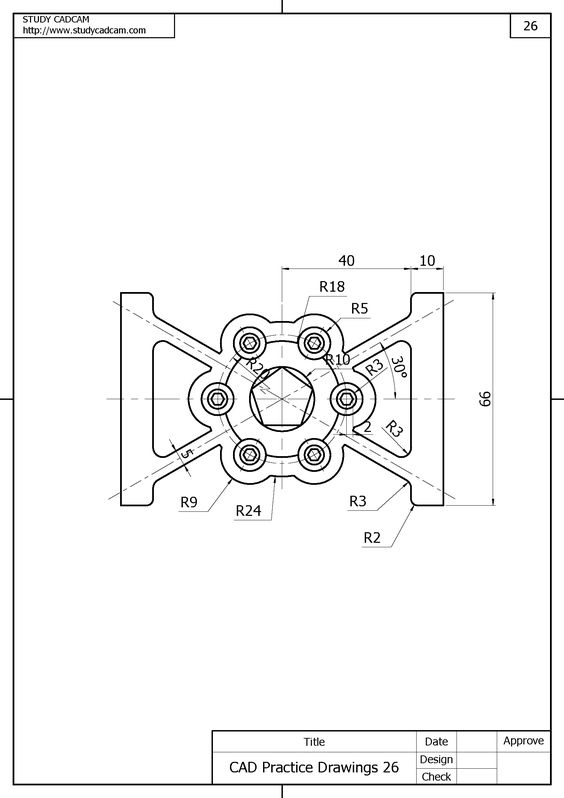 STUDY CADCAM
http://www.studycadcam.com
26
40
10
R18
R5
R20
R10
R3
30°
66
2
R3
5
R9
R24
R3
R2
Title
Date
Approve
CAD Practice Drawings 26
Design
Check